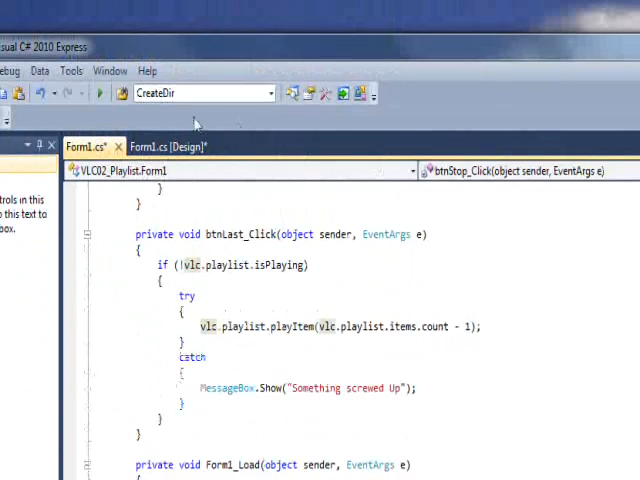 sual C# 2010 Express
ebug Data Tools Window Help
CreateDir
Form1.cs* Form1.cs [Design]*
VLC02_Playlist.Form1 btnStop_Click(object sender, EventArgs e)
trols in this
o this text to
box.
}
}
private void btnLast_Click(object sender, EventArgs e)
{
if (!vlc.playlist.isPlaying)
{
try
{
vlc.playlist.playItem(vlc.playlist.items.count - 1);
}
catch
{
MessageBox.Show("Something screwed Up");
}
}
}
private void Form1_Load(object sender, EventArgs e)
{